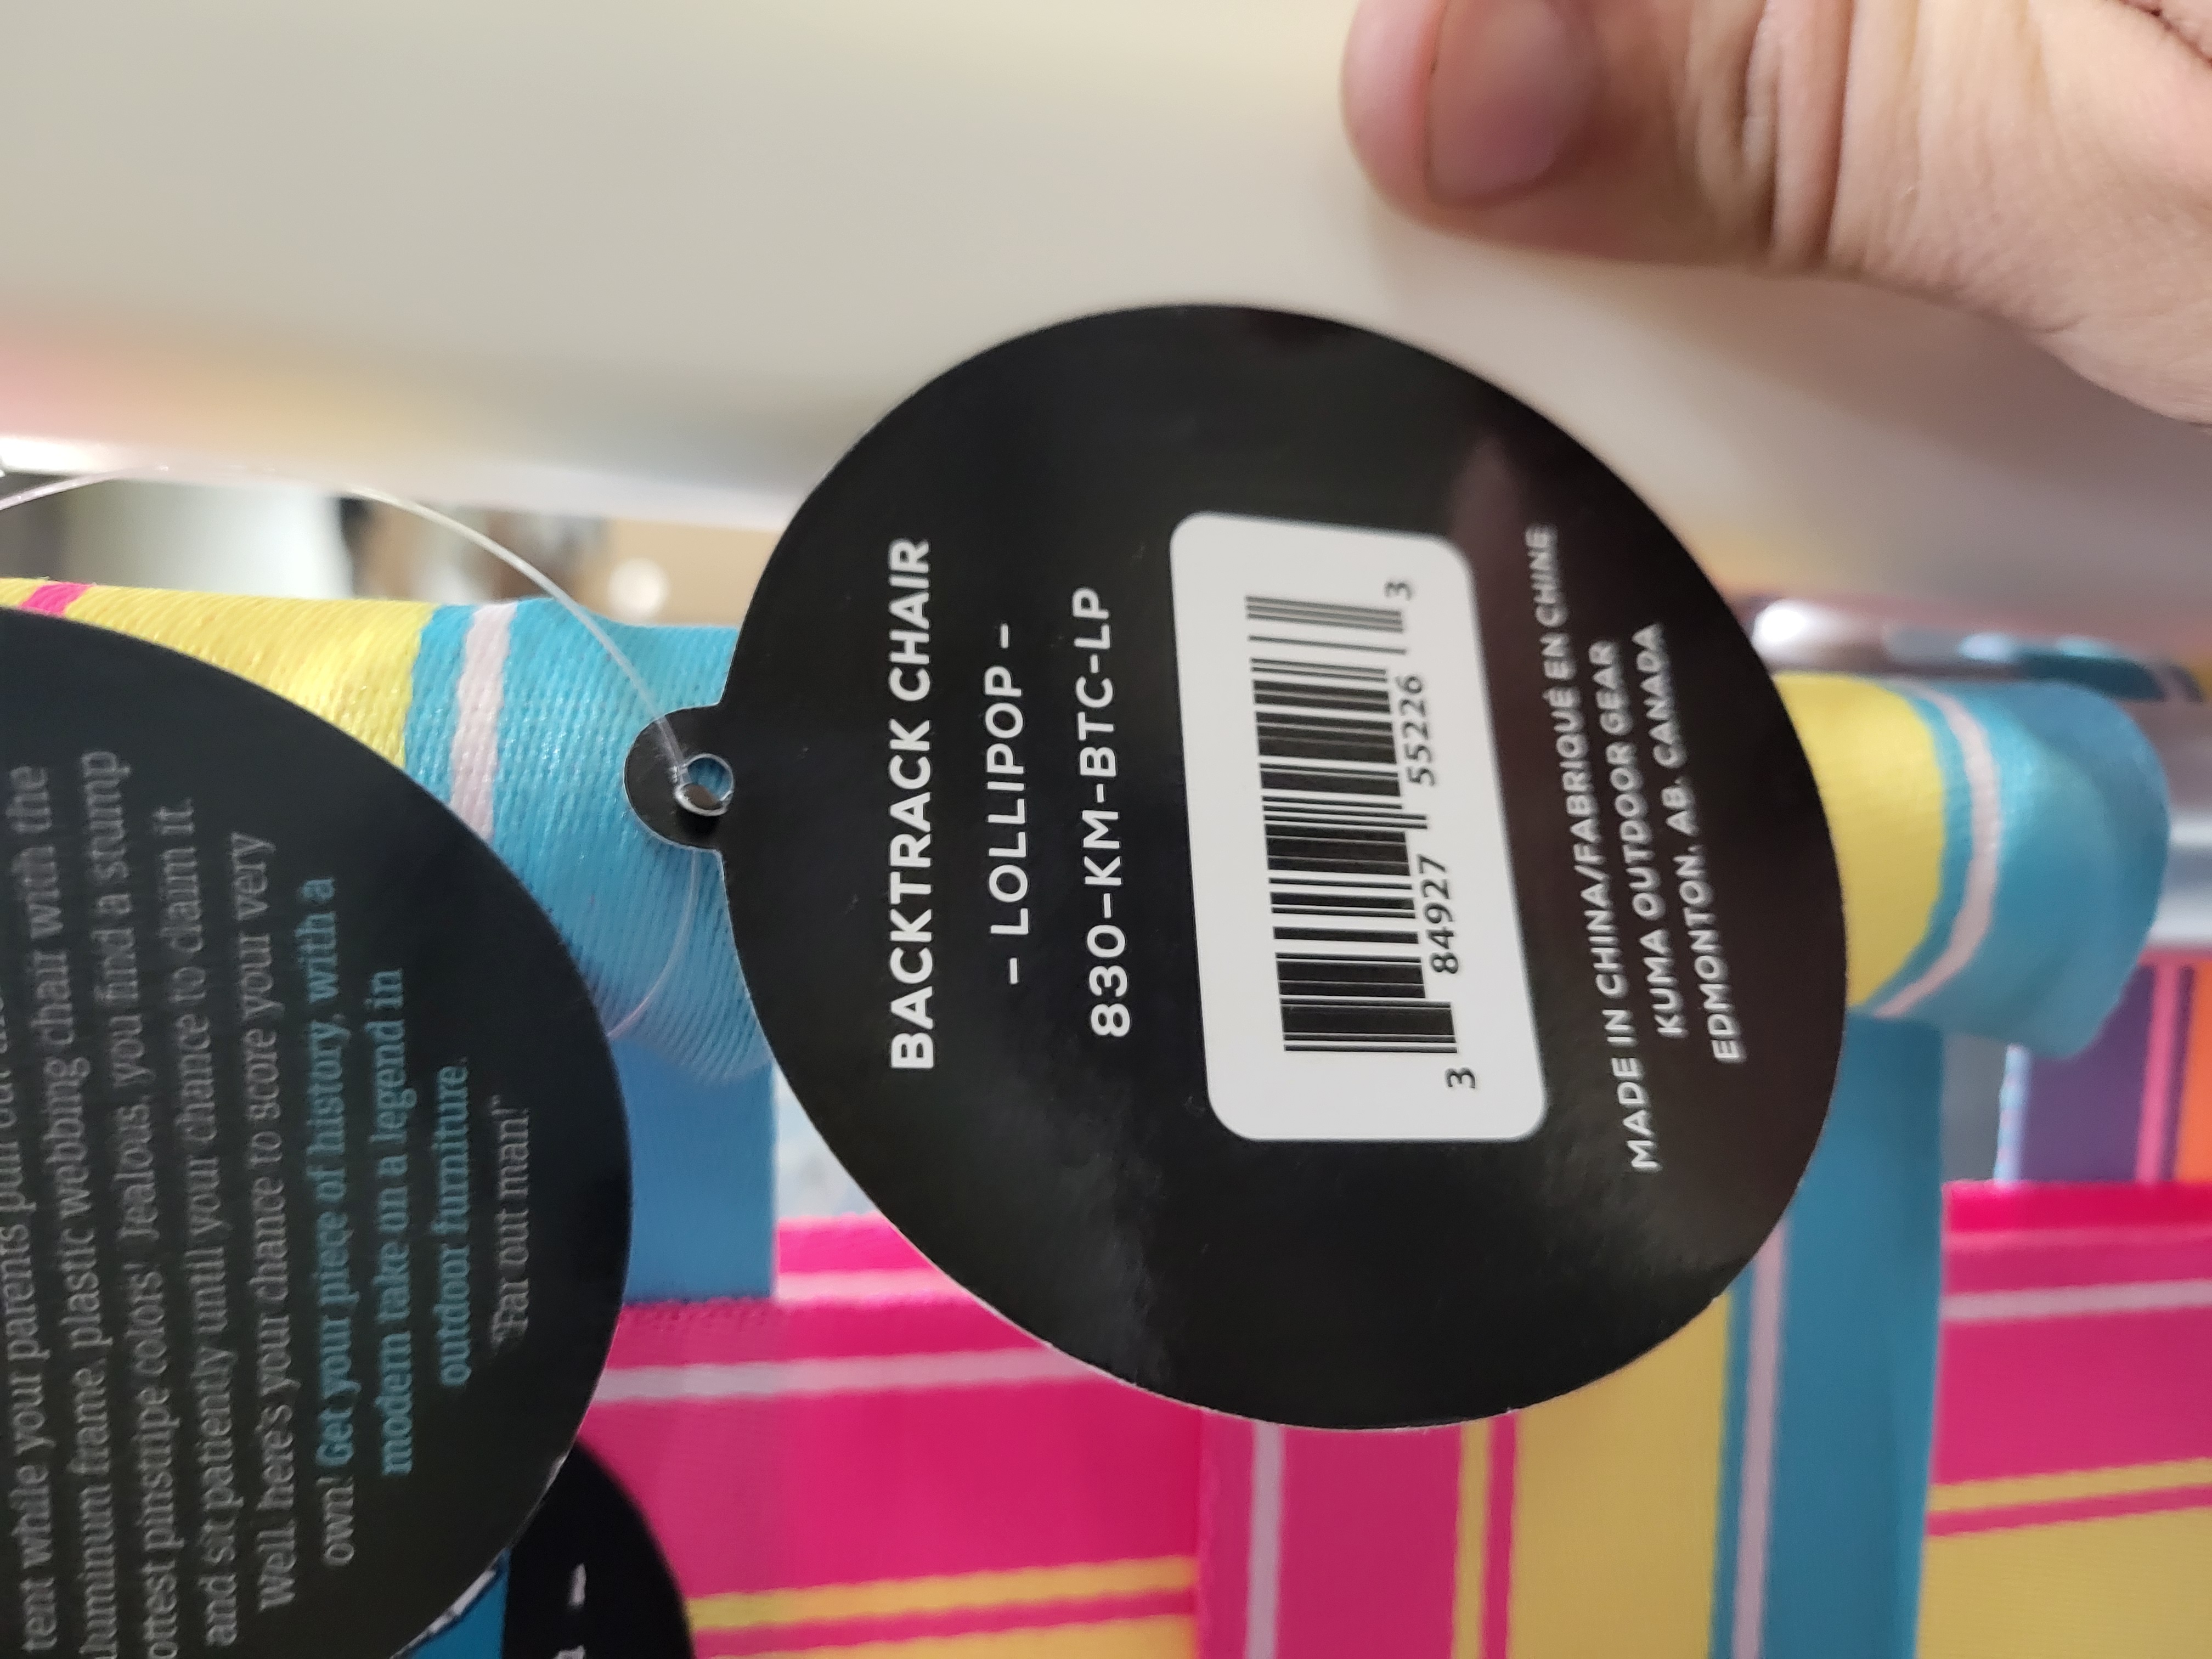 tent while your parents
aluminum frame, plastic webbing chair with the
hottest pinstripe colors! Jealous, you find a stump
and sit patiently until your chance to claim it.
Well, here's your chance to score your very
own! Get your piece of history, with a
modern take on a legend in
outdoor furniture.
"Far out man!"
BACKTRACK CHAIR
- LOLLIPOP -
830-KM-BTC-LP
3 84927 55226 3
MADE IN CHINA/FABRIQUÉ EN CHINE
KUMA OUTDOOR GEAR
EDMONTON, AB. CANADA